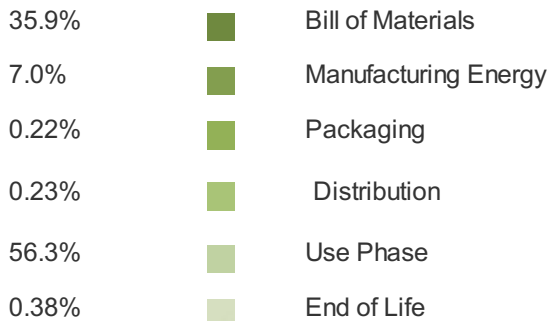 35.9% Bill of Materials
7.0% Manufacturing Energy
0.22% Packaging
0.23% Distribution
56.3% Use Phase
0.38% End of Life